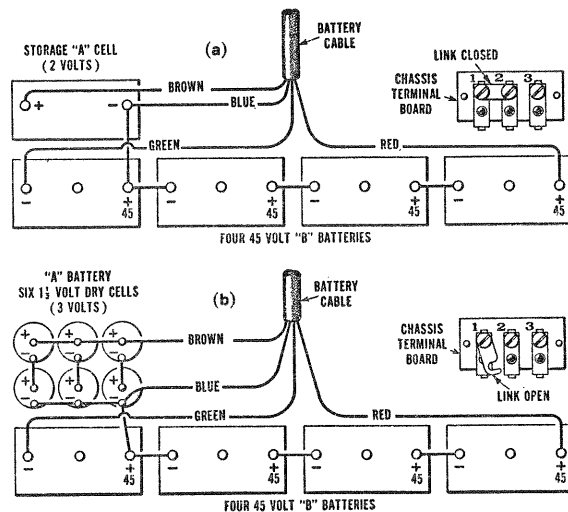 (a)
STORAGE "A" CELL
(2 VOLTS)
BATTERY
CABLE
LINK CLOSED
CHASSIS
TERMINAL
BOARD
1 2 3
+ −
BROWN
BLUE
GREEN
RED
− + 45
− + 45
− + 45
− + 45
FOUR 45 VOLT "B" BATTERIES
(b)
"A" BATTERY
SIX 1½ VOLT DRY CELLS
(3 VOLTS)
BATTERY
CABLE
CHASSIS
TERMINAL
BOARD
1 2 3
LINK OPEN
+ + +
− − −
+ + +
− − −
BROWN
BLUE
GREEN
RED
− + 45
− + 45
− + 45
− + 45
FOUR 45 VOLT "B" BATTERIES